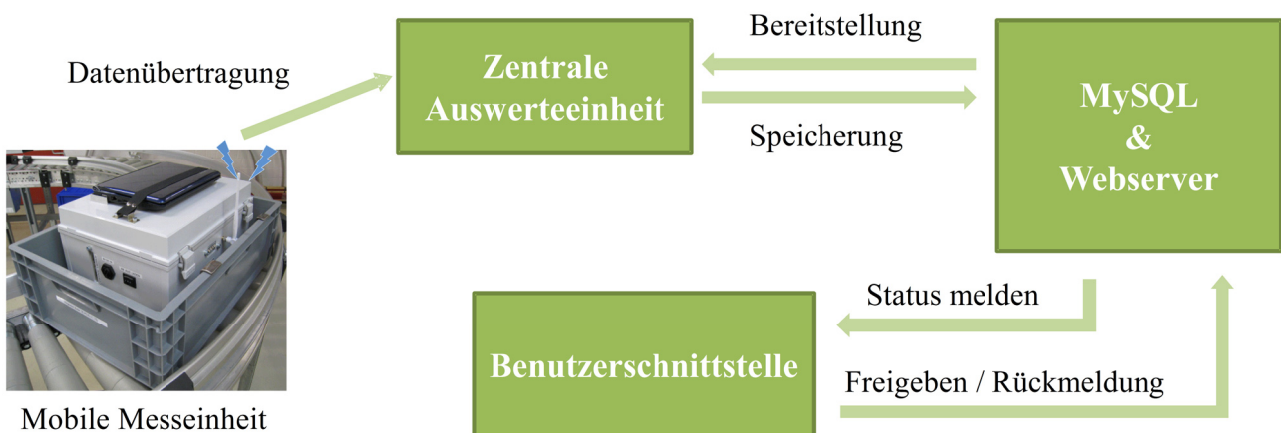 Datenübertragung
Zentrale
Auswerteeinheit
Bereitstellung
Speicherung
MySQL
&
Webserver
Mobile Messeinheit
Benutzerschnittstelle
Status melden
Freigeben / Rückmeldung